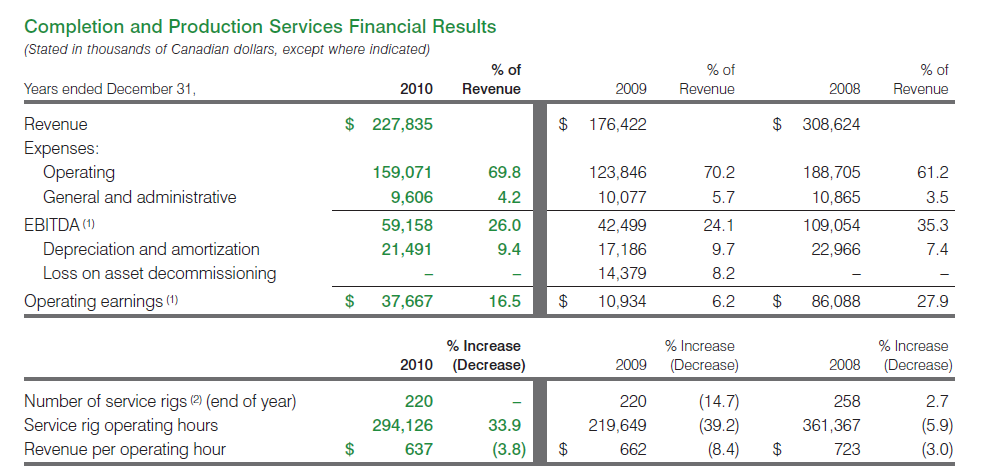 Completion and Production Services Financial Results
(Stated in thousands of Canadian dollars, except where indicated)
% of % of % of
Years ended December 31, 2010 Revenue 2009 Revenue 2008 Revenue
Revenue $ 227,835 $ 176,422 $ 308,624
Expenses:
Operating 159,071 69.8 123,846 70.2 188,705 61.2
General and administrative 9,606 4.2 10,077 5.7 10,865 3.5
EBITDA (1) 59,158 26.0 42,499 24.1 109,054 35.3
Depreciation and amortization 21,491 9.4 17,186 9.7 22,966 7.4
Loss on asset decommissioning – – 14,379 8.2 – –
Operating earnings (1) $ 37,667 16.5 $ 10,934 6.2 $ 86,088 27.9
% Increase % Increase % Increase
2010 (Decrease) 2009 (Decrease) 2008 (Decrease)
Number of service rigs (2) (end of year) 220 – 220 (14.7) 258 2.7
Service rig operating hours 294,126 33.9 219,649 (39.2) 361,367 (5.9)
Revenue per operating hour $ 637 (3.8) $ 662 (8.4) $ 723 (3.0)